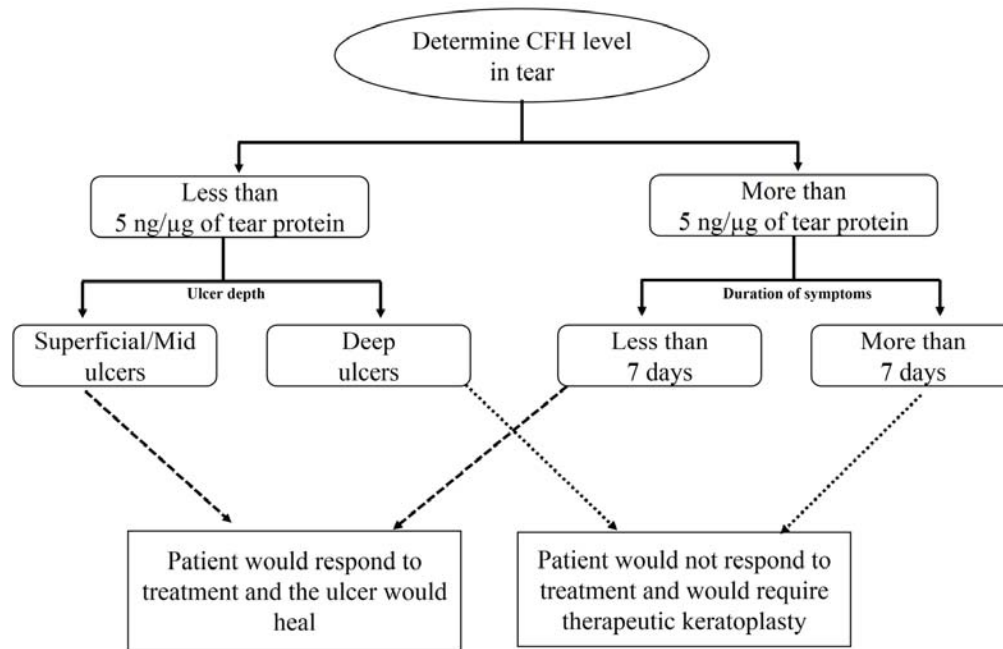 Determine CFH level
in tear
Less than
5 ng/µg of tear protein
More than
5 ng/µg of tear protein
Ulcer depth
Duration of symptoms
Superficial/Mid
ulcers
Deep
ulcers
Less than
7 days
More than
7 days
Patient would respond to
treatment and the ulcer would
heal
Patient would not respond to
treatment and would require
therapeutic keratoplasty